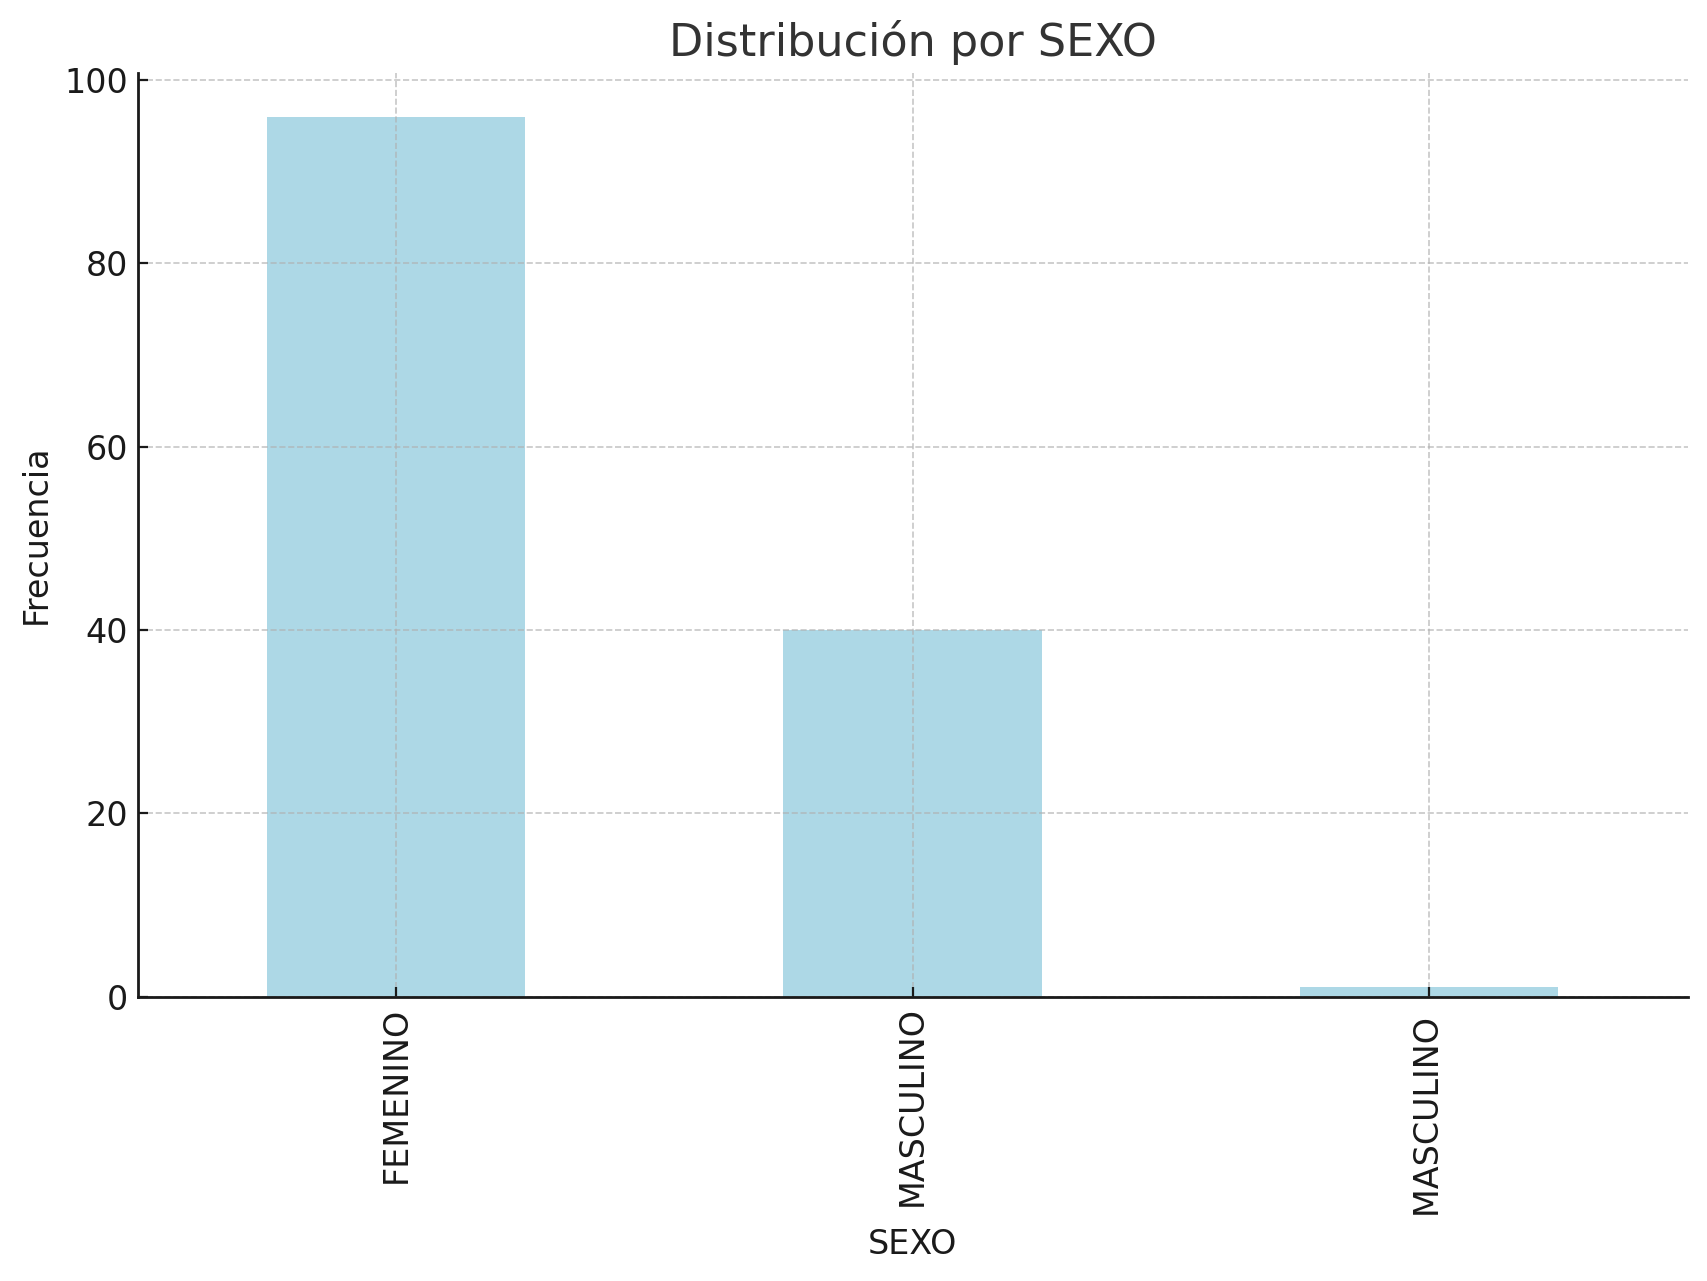 Distribución por SEXO
Frecuencia
100
80
60
40
20
0
FEMENINO
MASCULINO
MASCULINO
SEXO